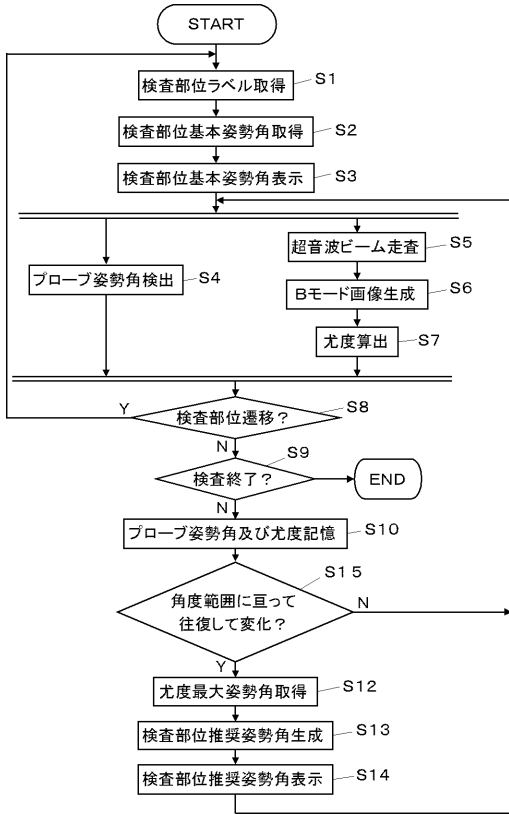 START
検査部位ラベル取得
S1
検査部位基本姿勢角取得
S2
検査部位基本姿勢角表示
S3
超音波ビーム走査
S5
プローブ姿勢角検出
S4
Bモード画像生成
S6
尤度算出
S7
検査部位遷移？
S8
Y
N
検査終了？
S9
END
N
プローブ姿勢角及び尤度記憶
S10
角度範囲に亘って
往復して変化？
S15
N
Y
尤度最大姿勢角取得
S12
検査部位推奨姿勢角生成
S13
検査部位推奨姿勢角表示
S14